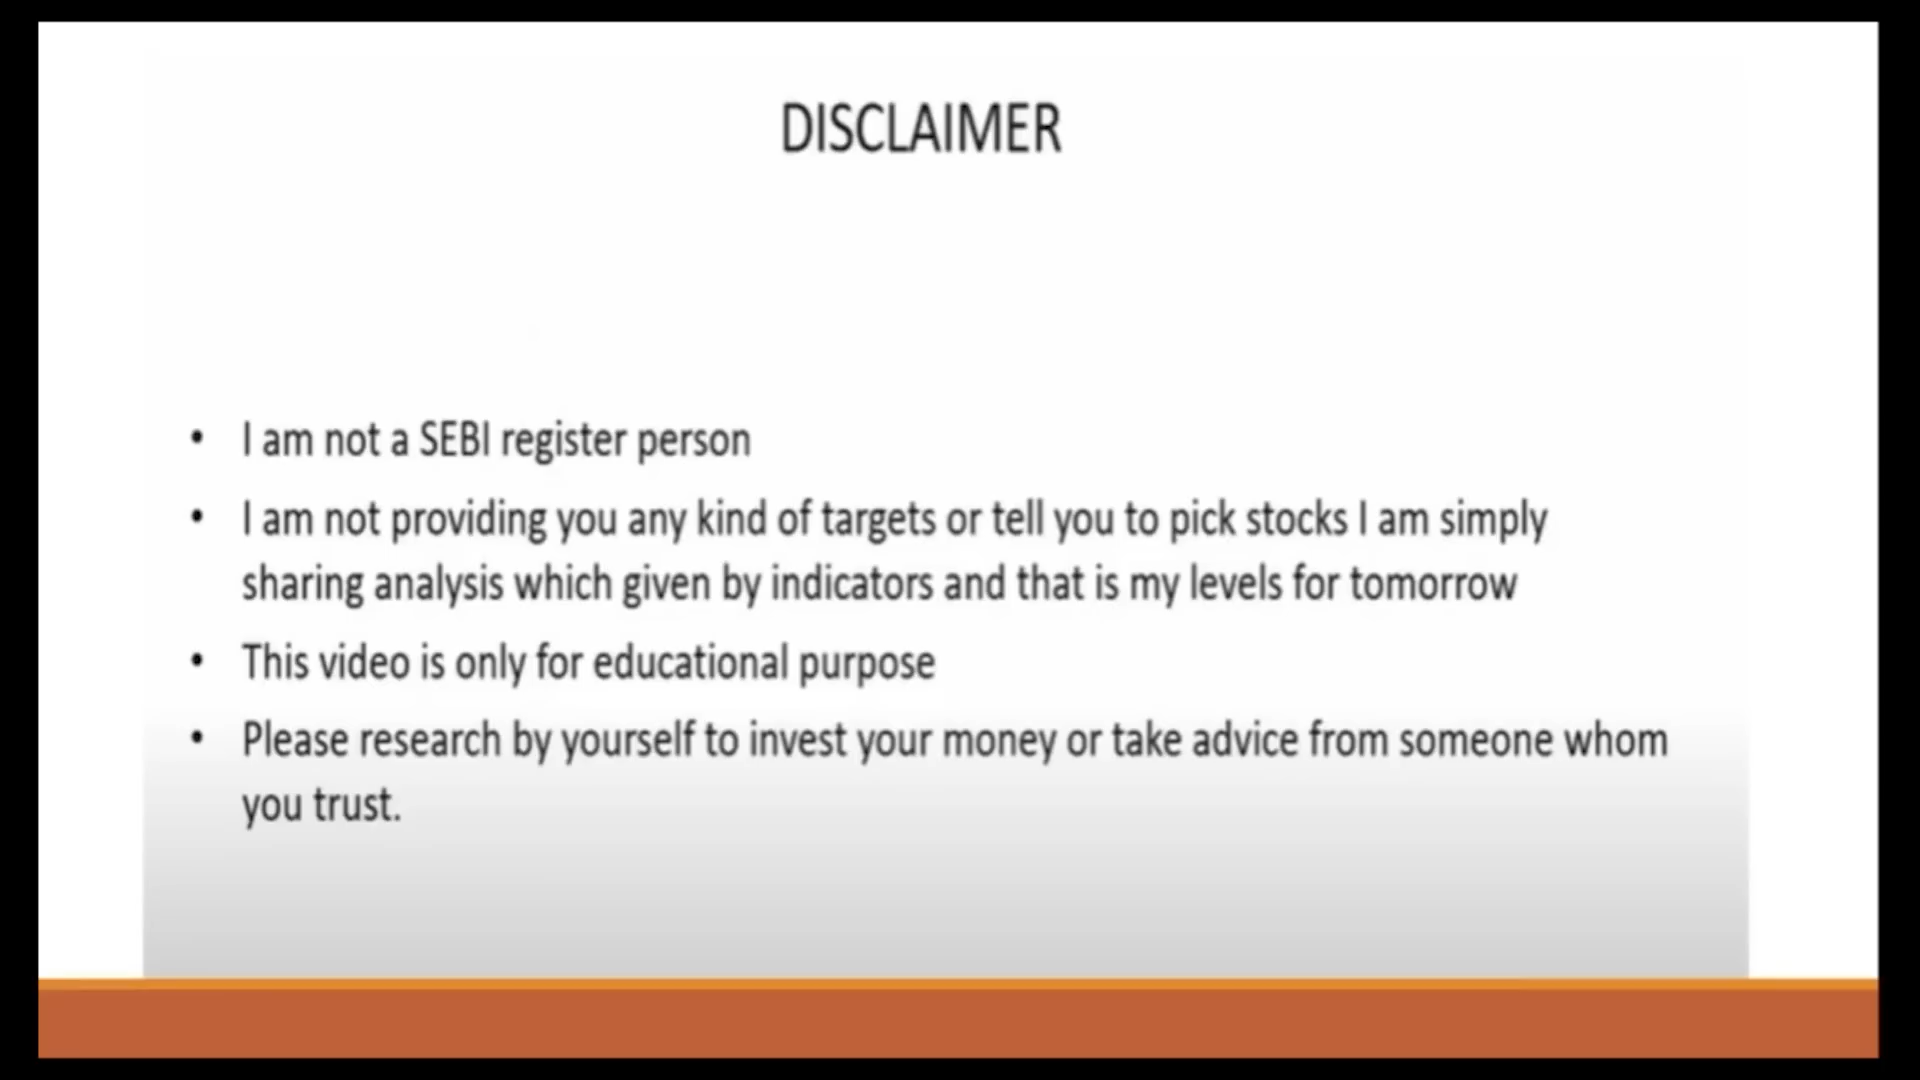 DISCLAIMER
• I am not a SEBI register person
• I am not providing you any kind of targets or tell you to pick stocks I am simply
sharing analysis which given by indicators and that is my levels for tomorrow
• This video is only for educational purpose
• Please research by yourself to invest your money or take advice from someone whom
you trust.